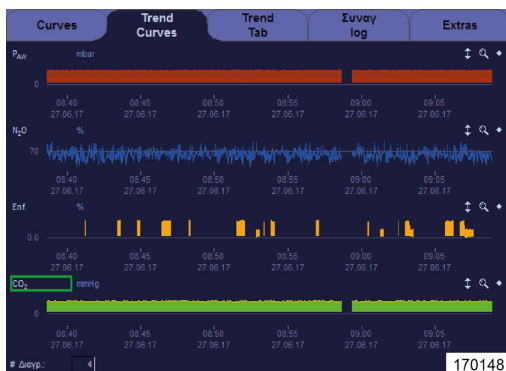 Curves
Trend Curves
Trend Tab
Συναγ log
Extras
PAW mbar
0
08:40 08:45 08:50 08:55 09:00 09:05
27.06.17 27.06.17 27.06.17 27.06.17 27.06.17 27.06.17
N2O %
70
08:40 08:45 08:50 08:55 09:00 09:05
27.06.17 27.06.17 27.06.17 27.06.17 27.06.17 27.06.17
Enf. %
0.0
08:40 08:45 08:50 08:55 09:00 09:05
27.06.17 27.06.17 27.06.17 27.06.17 27.06.17 27.06.17
CO2 mmHg
0
08:40 08:45 08:50 08:55 09:00 09:05
27.06.17 27.06.17 27.06.17 27.06.17 27.06.17 27.06.17
# Διαγρ.: 4
170148